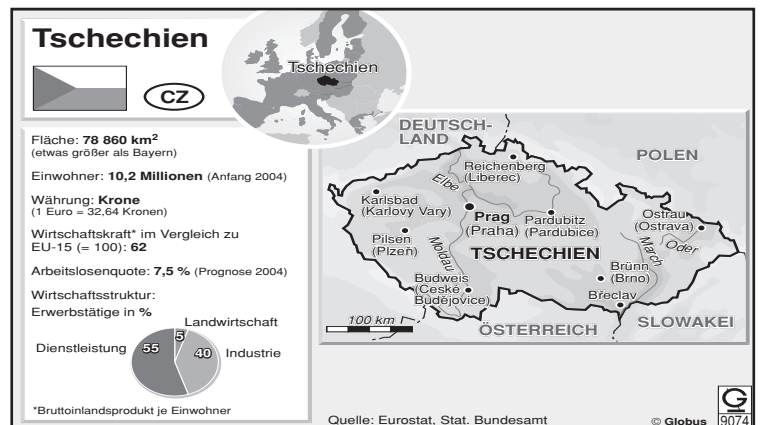 Tschechien
CZ
Tschechien
Fläche: 78 860 km²
(etwas größer als Bayern)
Einwohner: 10,2 Millionen (Anfang 2004)
Währung: Krone
(1 Euro = 32,64 Kronen)
Wirtschaftskraft* im Vergleich zu
EU-15 (= 100): 62
Arbeitslosenquote: 7,5 % (Prognose 2004)
Wirtschaftsstruktur:
Erwerbstätige in %
Landwirtschaft
5
Dienstleistung
55
40
Industrie
*Bruttoinlandsprodukt je Einwohner
DEUTSCH-
LAND
POLEN
Reichenberg
(Liberec)
Elbe
Karlsbad
(Karlovy Vary)
Prag
(Praha)
Pardubitz
(Pardubice)
Ostrau
(Ostrava)
Oder
March
Pilsen
(Plzeň)
Moldau
TSCHECHIEN
Budweis
(České
Budějovice)
Brünn
(Brno)
Břeclav
100 km
ÖSTERREICH
SLOWAKEI
Quelle: Eurostat, Stat. Bundesamt
© Globus
G
9074